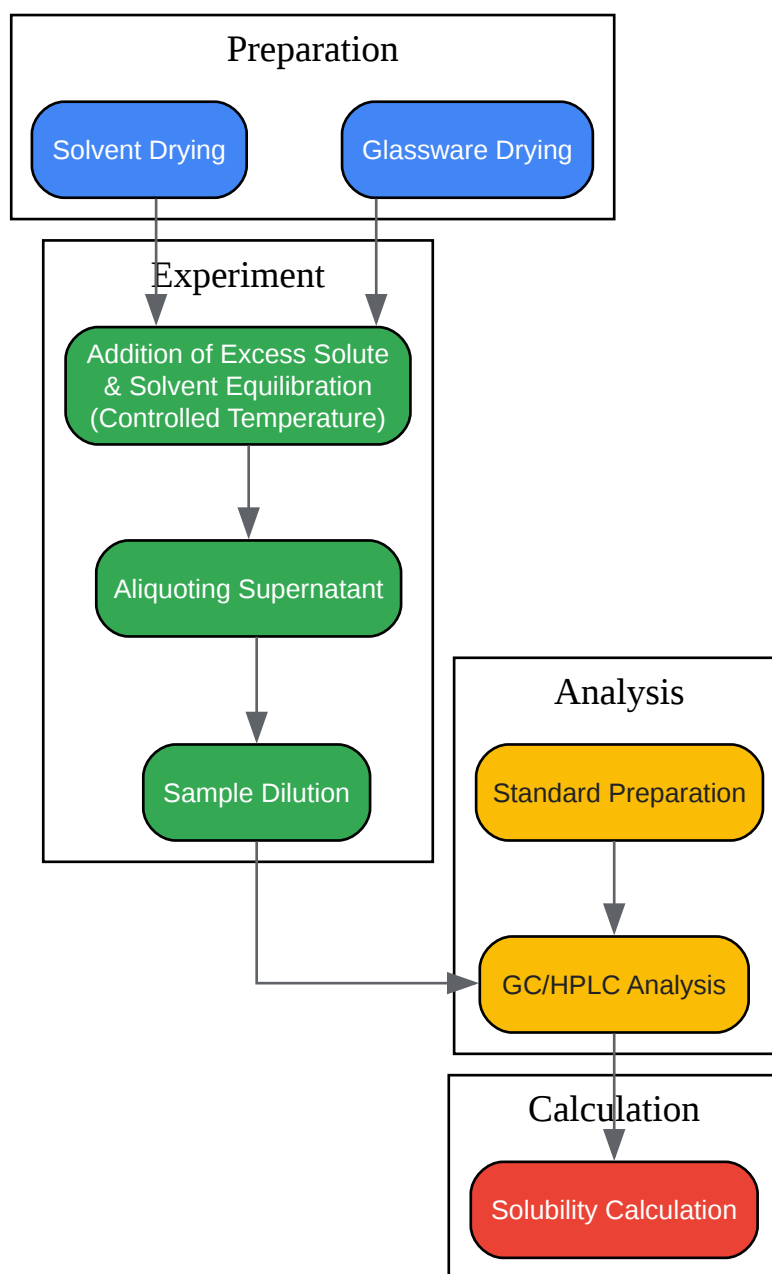 Preparation
Solvent Drying
Glassware Drying
Experiment
Addition of Excess Solute
& Solvent Equilibration
(Controlled Temperature)
Aliquoting Supernatant
Sample Dilution
Analysis
Standard Preparation
GC/HPLC Analysis
Calculation
Solubility Calculation